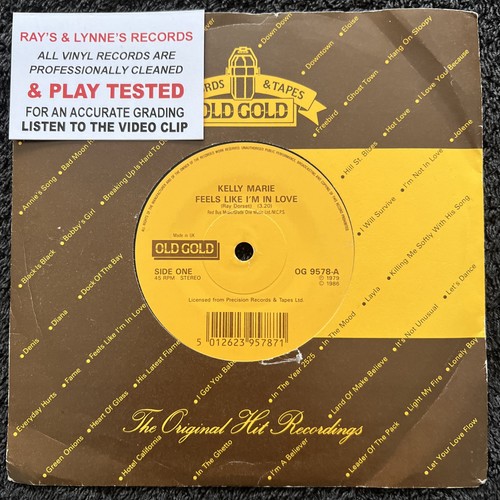 RAY'S & LYNNE'S RECORDS
ALL VINYL RECORDS ARE
PROFESSIONALLY CLEANED
& PLAY TESTED
FOR AN ACCURATE GRADING
LISTEN TO THE VIDEO CLIP
& TAPES
OLD GOLD
Downtown
Eloise
Hang On Sloopy
Freebird
Ghost Town
Hot Love
I Love You Because
Jolene
Hill St. Blues
I Don't
I Will Survive
I'm Not In Love
Killing Me Softly With His Song
In The Mood
Layla
It's Not Unusual
Let's Dance
In The Year 2525
Land Of Make Believe
Light My Fire
Lonely Boy
I'm A Believer
Leader Of The Pack
Let Your Love Flow
Annie's Song
Bad Moon
Breaking Up Is Hard To D
Black Is Black
Bobby's Girl
Dock Of The Bay
Denis
Diana
Feels Like I'm In Love
Everyday Hurts
Fame
His Latest Flame
I Got You Bab
Green Onions
Heart Of Glass
Hotel California
In The Ghetto
KELLY MARIE
FEELS LIKE I'M IN LOVE
(Ray Dorset) (3.20)
Made in UK
OLD GOLD
SIDE ONE
45 RPM STEREO
OG 9578-A
℗ 1979
© 1986
Licensed from Precision Records & Tapes Ltd.
5 012623 957871
The Original Hit Recordings